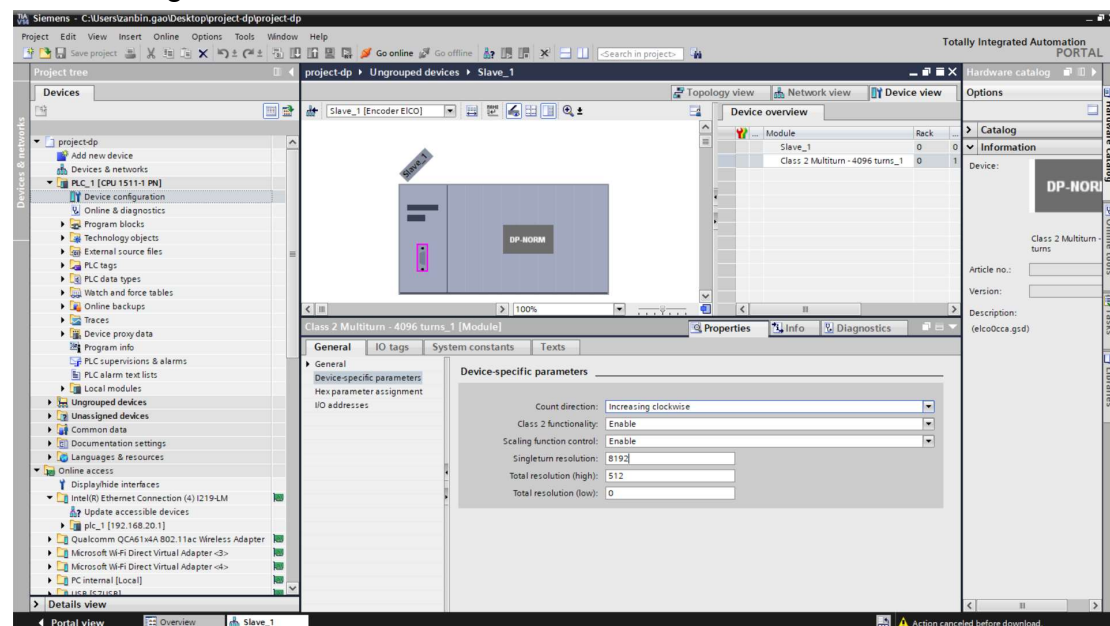 Siemens - C:\Users\zanbin.gao\Desktop\project-dp\project-dp
Project Edit View Insert Online Options Tools Window Help
Save project Go online Go offline <Search in project>
Totally Integrated Automation
PORTAL
Project tree
project-dp Ungrouped devices Slave_1
Hardware catalog
Devices
Topology view Network view Device view
Options
Slave_1 [Encoder ElCO]
Device overview
... Module Rack ...
Slave_1 0 0
Class 2 Multiturn - 4096 turns_1 0 1
Catalog
Information
Device:
DP-NOR
Class 2 Multiturn -
turns
Article no.:
Version:
Description:
(elco0cca.gsd)
Devices & networks
project-dp
Add new device
Devices & networks
PLC_1 [CPU 1511-1 PN]
Device configuration
Online & diagnostics
Program blocks
Technology objects
External source files
PLC tags
PLC data types
Watch and force tables
Online backups
Traces
Device proxy data
Program info
PLC supervisions & alarms
PLC alarm text lists
Local modules
Ungrouped devices
Unassigned devices
Common data
Documentation settings
Languages & resources
Online access
Display/hide interfaces
Intel(R) Ethernet Connection (4) I219-LM
Update accessible devices
plc_1 [192.168.20.1]
Qualcomm QCA61x4A 802.11ac Wireless Adapter
Microsoft Wi-Fi Direct Virtual Adapter <3>
Microsoft Wi-Fi Direct Virtual Adapter <4>
PC internal [Local]
USB [S7USB]
Details view
Slave_1
DP-NORM
100%
Class 2 Multiturn - 4096 turns_1 [Module]
Properties Info Diagnostics
General IO tags System constants Texts
General
Device-specific parameters
Hex parameter assignment
I/O addresses
Device-specific parameters
Count direction: Increasing clockwise
Class 2 functionality: Enable
Scaling function control: Enable
Singleturn resolution: 8192
Total resolution (high): 512
Total resolution (low): 0
Hardware catalog
Online tools
Tasks
Libraries
Portal view Overview Slave_1
Action canceled before download.